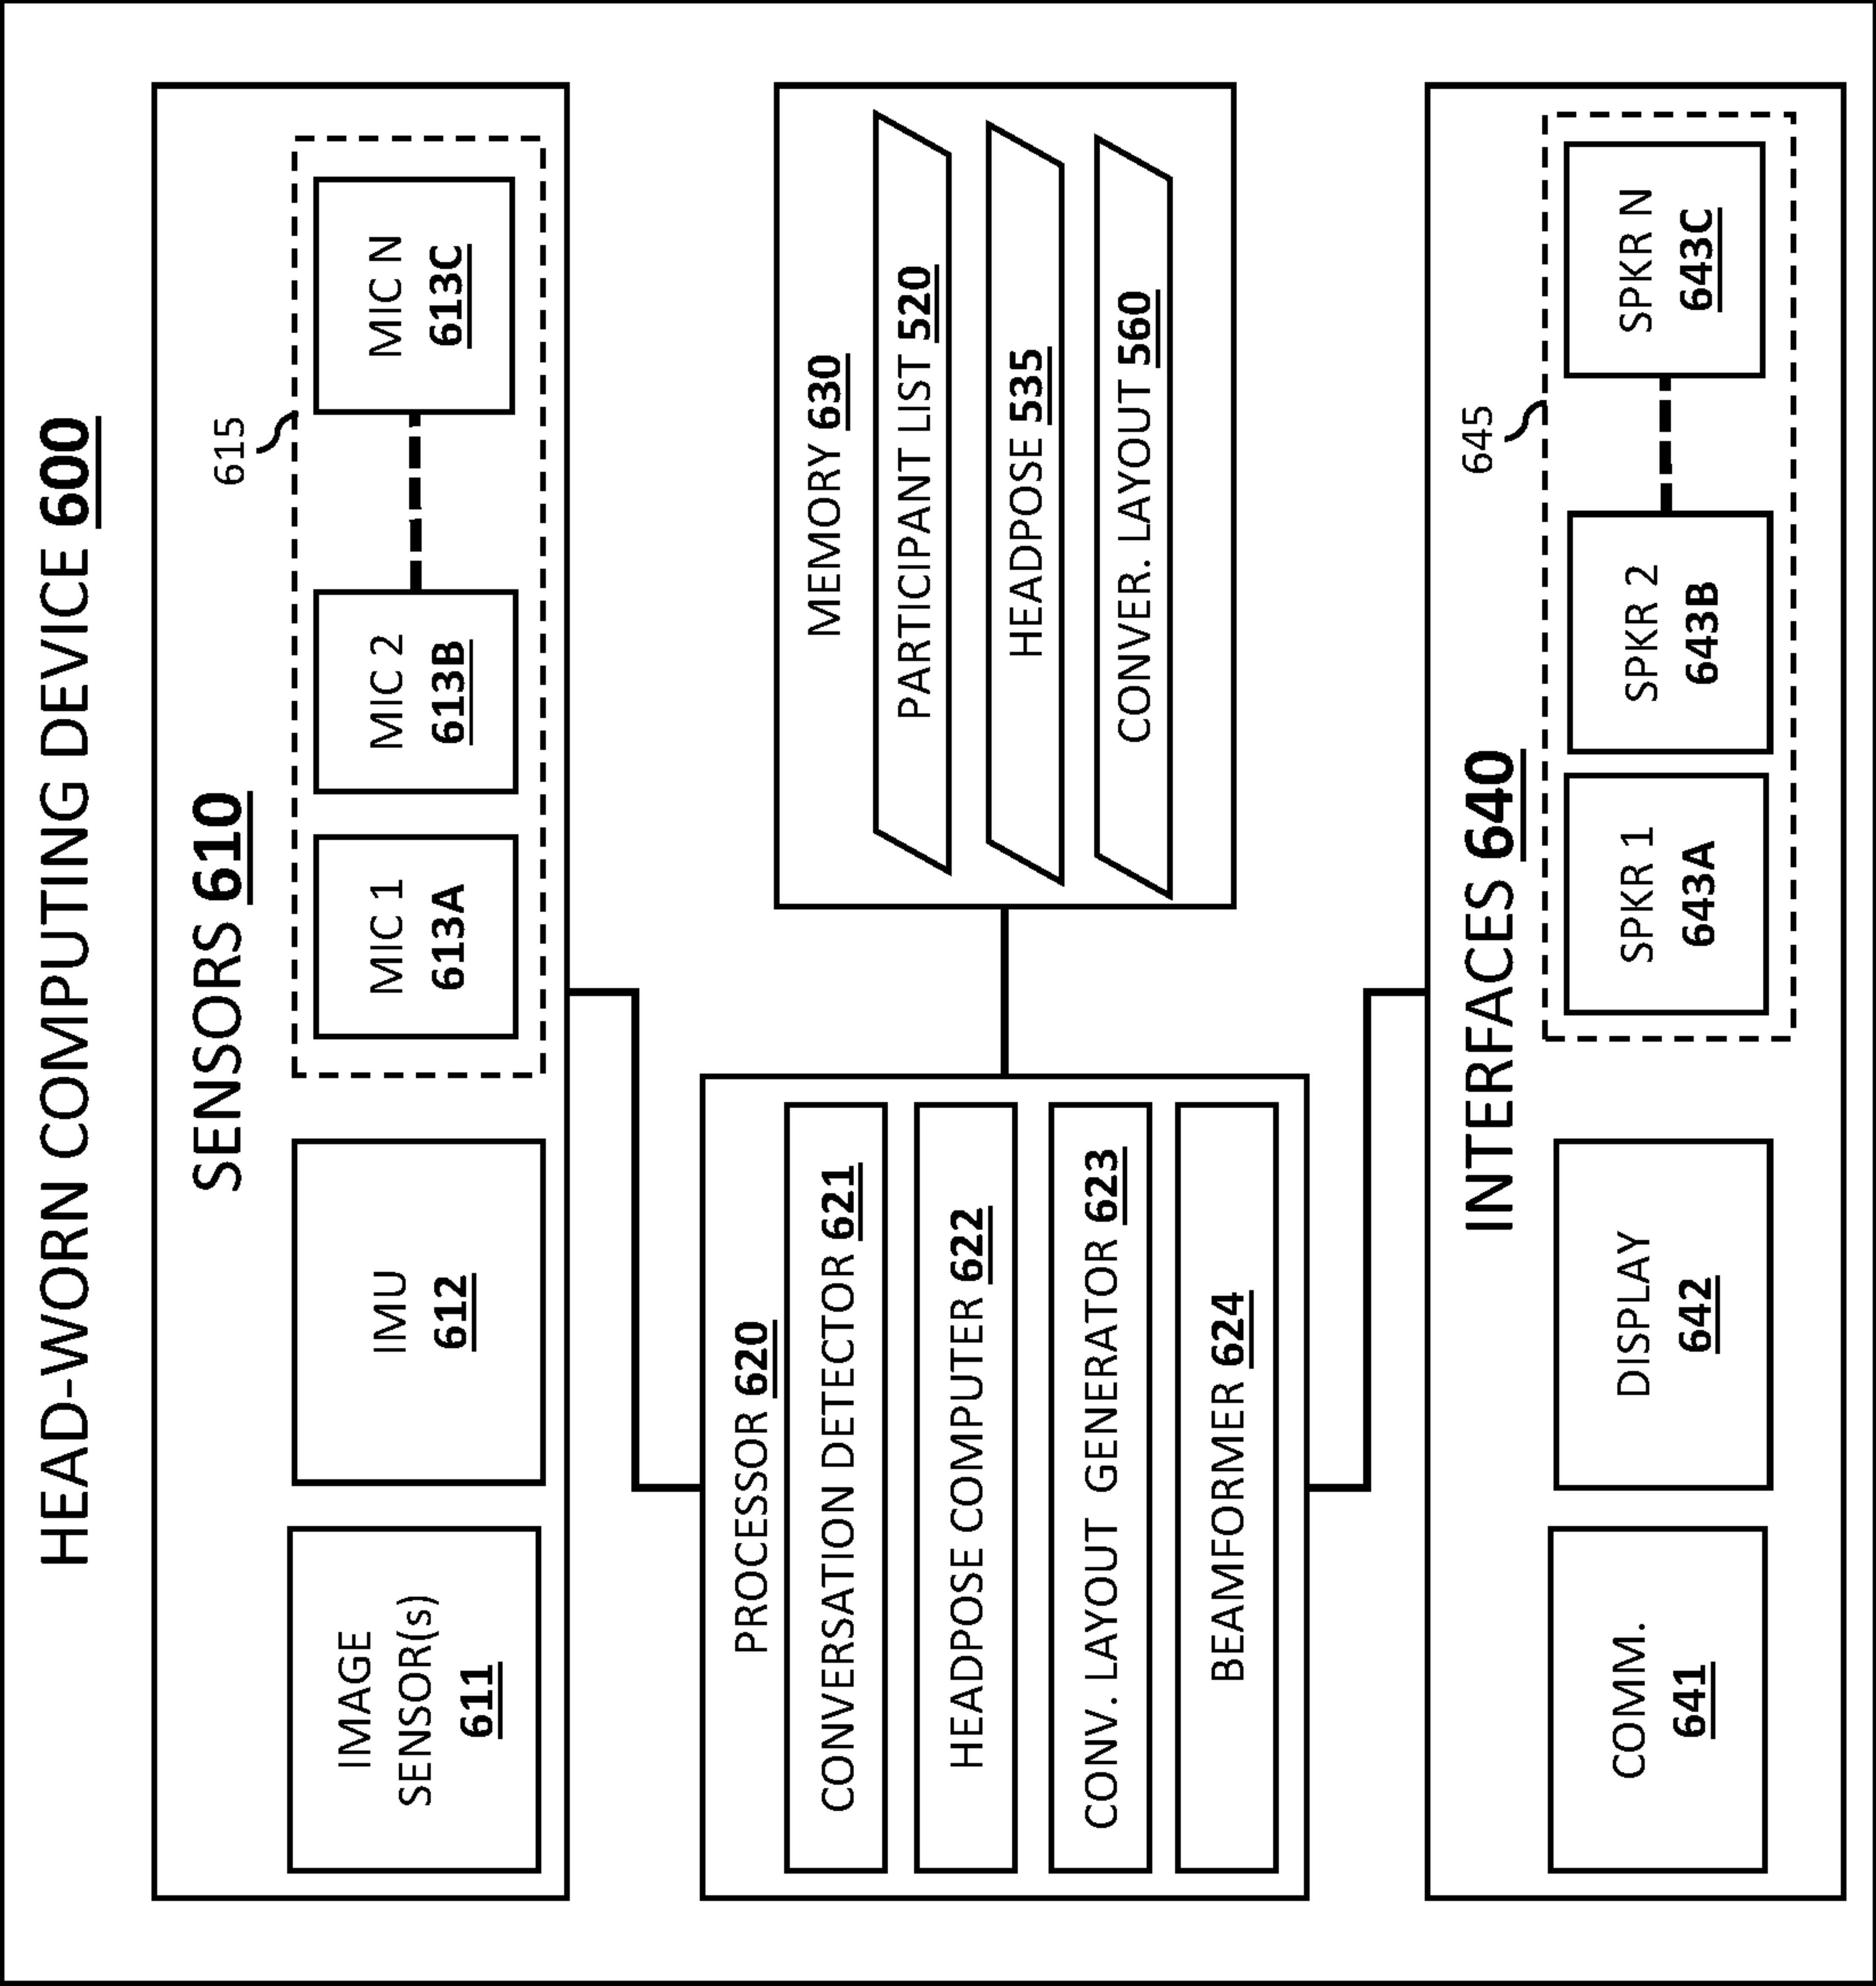 HEAD-WORN COMPUTING DEVICE 600
SENSORS 610
615
IMAGE
SENSOR(s)
611
IMU
612
MIC 1
613A
MIC 2
613B
MIC N
613C
PROCESSOR 620
CONVERSATION DETECTOR 621
HEADPOSE COMPUTER 622
CONV. LAYOUT GENERATOR 623
BEAMFORMER 624
MEMORY 630
PARTICIPANT LIST 520
HEADPOSE 535
CONVER. LAYOUT 560
INTERFACES 640
645
COMM.
641
DISPLAY
642
SPKR 1
643A
SPKR 2
643B
SPKR N
643C